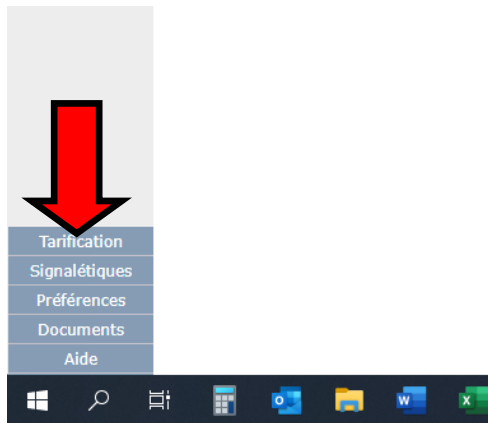 Tarification
Signalétiques
Préférences
Documents
Aide